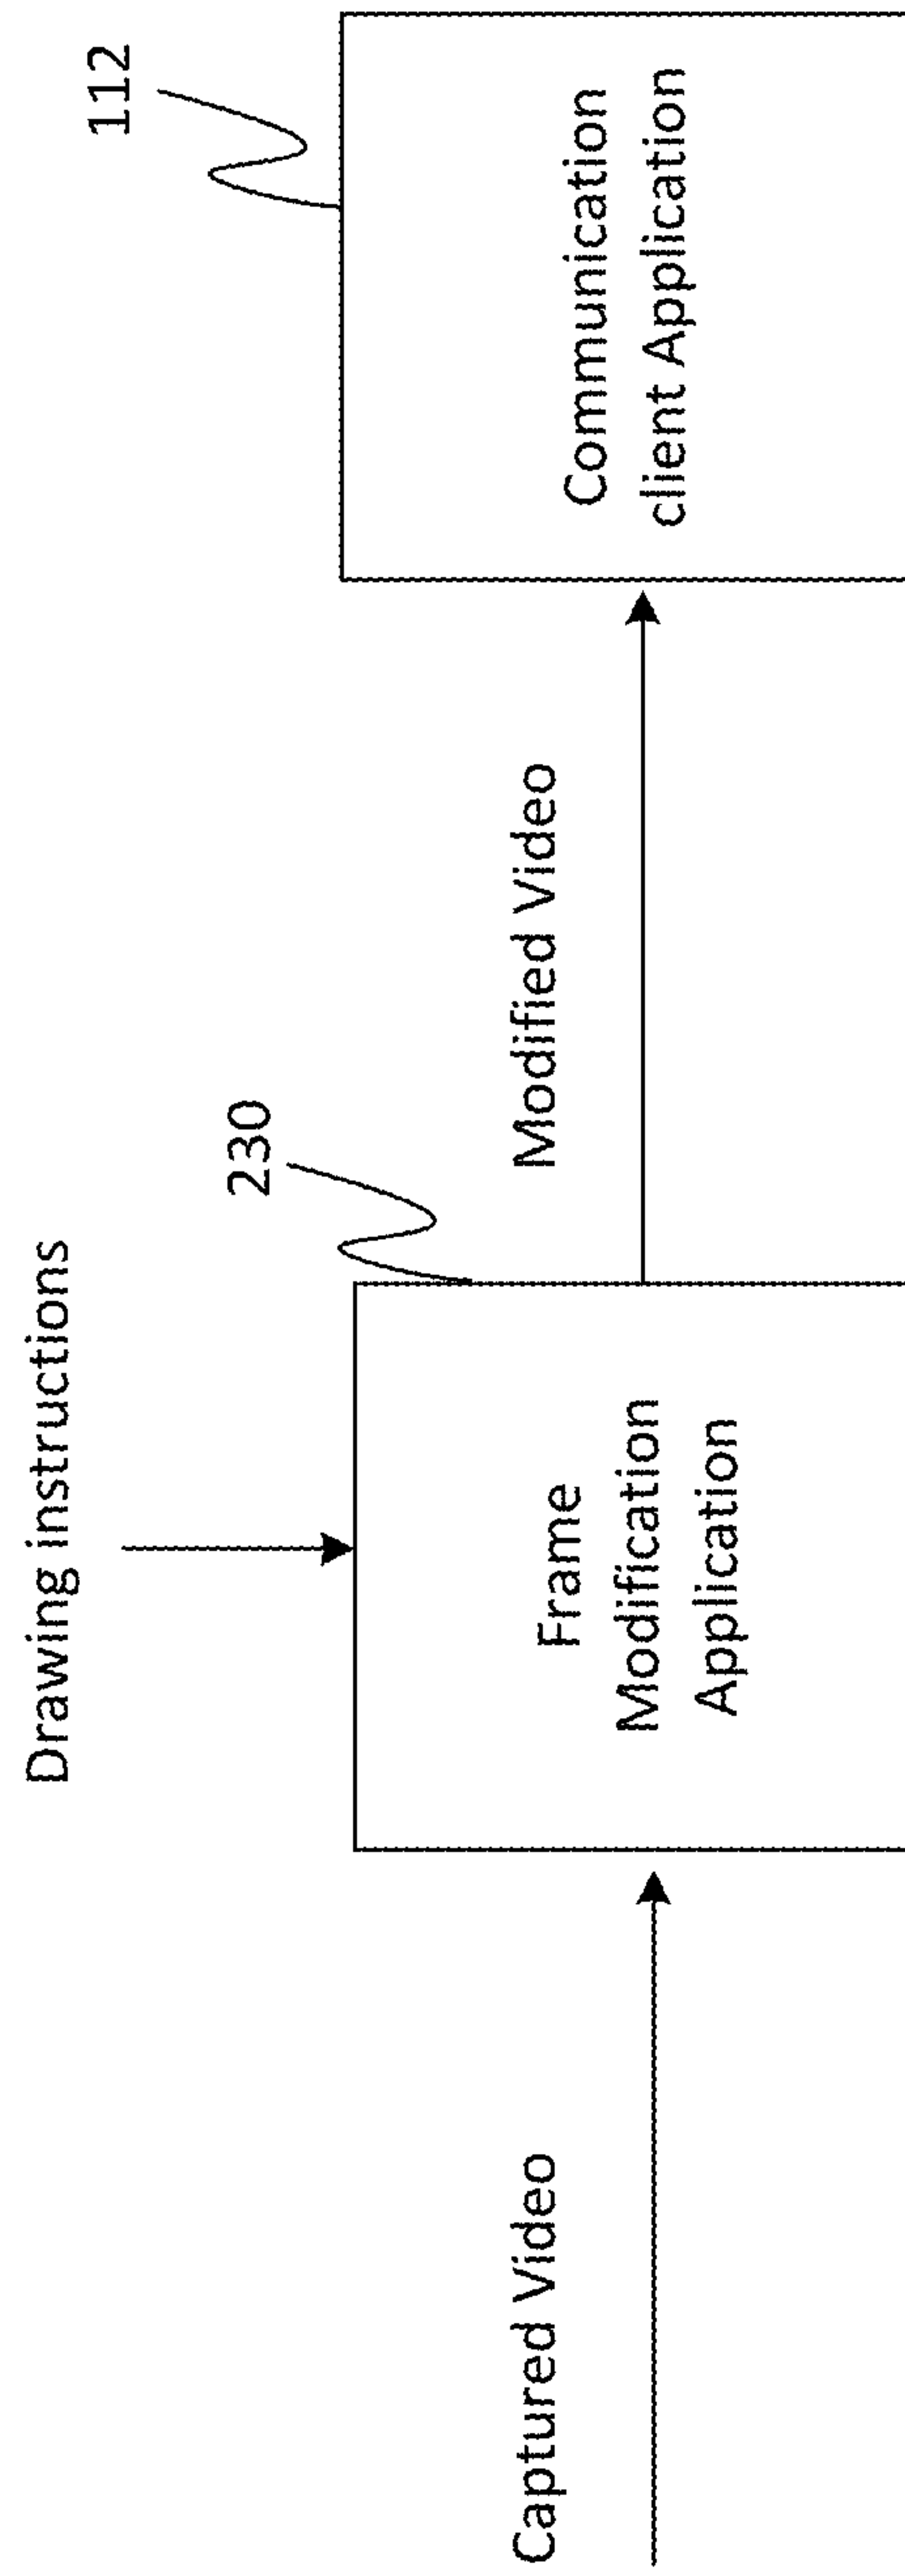 Drawing instructions
Captured Video
230
Frame
Modification
Application
Modified Video
112
Communication
client Application